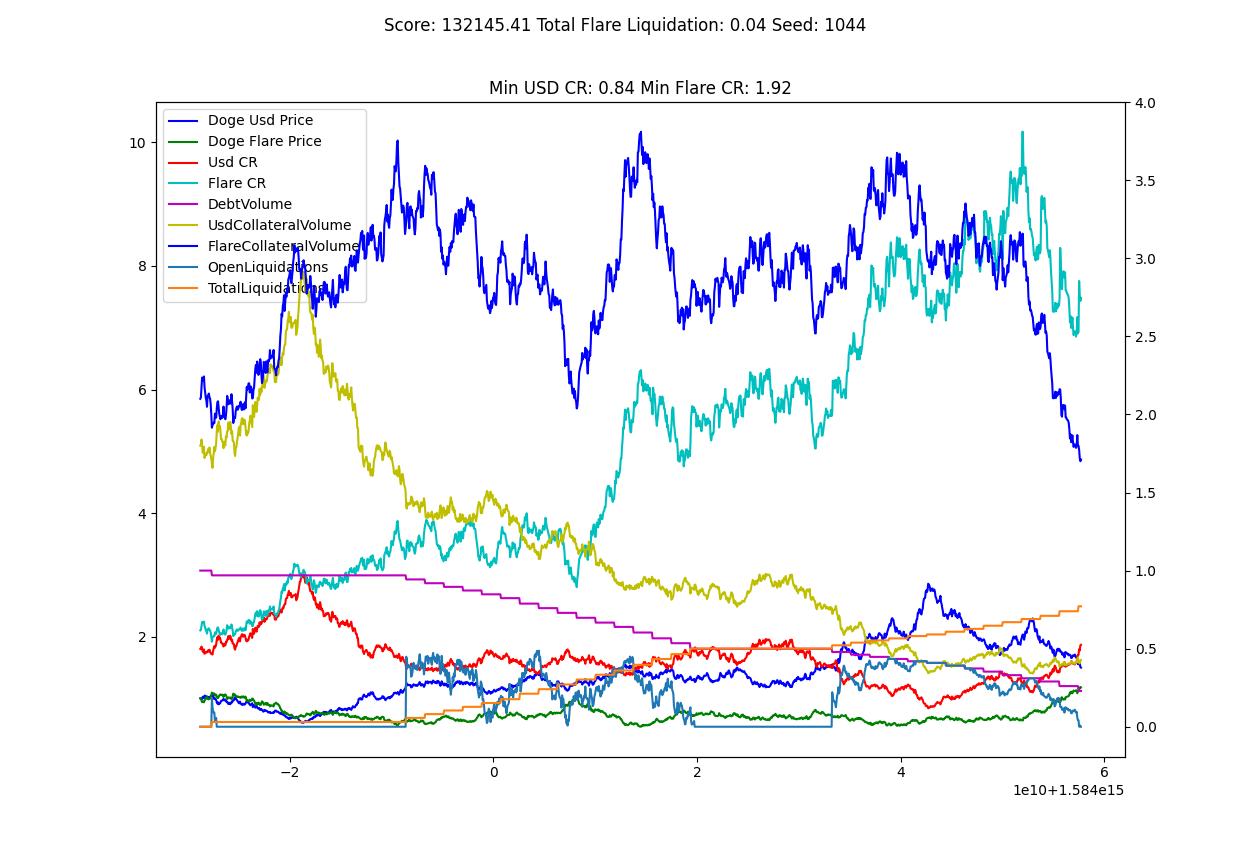 Score: 132145.41 Total Flare Liquidation: 0.04 Seed: 1044
Min USD CR: 0.84 Min Flare CR: 1.92
Doge Usd Price
Doge Flare Price
Usd CR
Flare CR
DebtVolume
UsdCollateralVolume
FlareCollateralVolume
OpenLiquidations
TotalLiquidations
10
8
6
4
2
4.0
3.5
3.0
2.5
2.0
1.5
1.0
0.5
0.0
−2
0
2
4
6
1e10+1.584e15